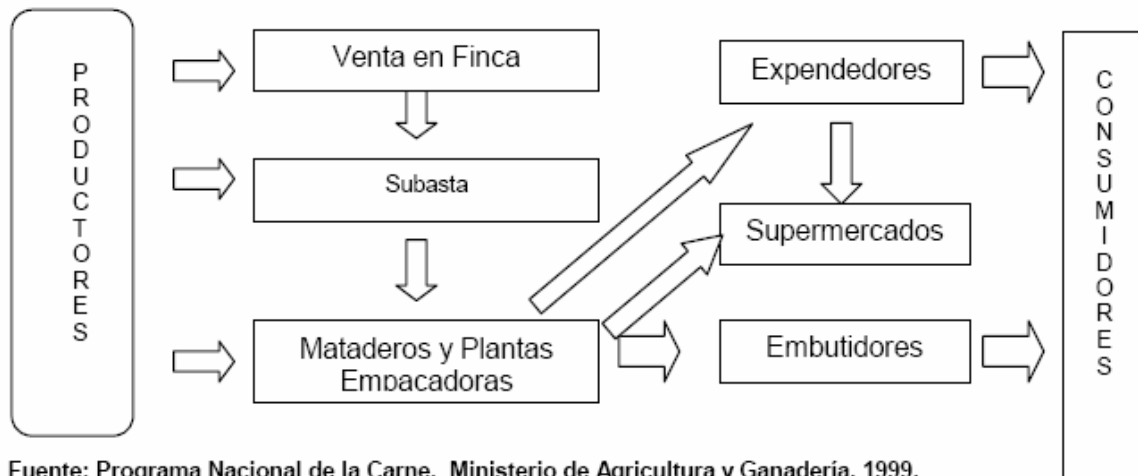 PRODUCTORES
Venta en Finca
Subasta
Mataderos y Plantas
Empacadoras
Expendedores
Supermercados
Embutidores
CONSUMIDORES
Fuente: Programa Nacional de la Carne. Ministerio de Agricultura y Ganadería, 1999.